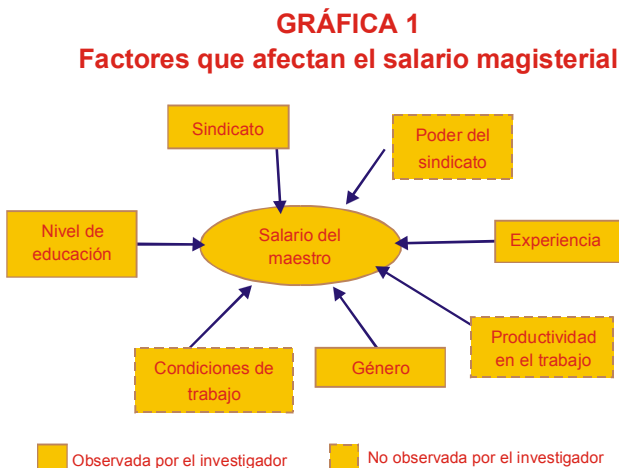 GRÁFICA 1
Factores que afectan el salario magisterial
Sindicato
Poder del
sindicato
Nivel de
educación
Salario del
maestro
Experiencia
Condiciones de
trabajo
Género
Productividad
en el trabajo
Observada por el investigador
No observada por el investigador